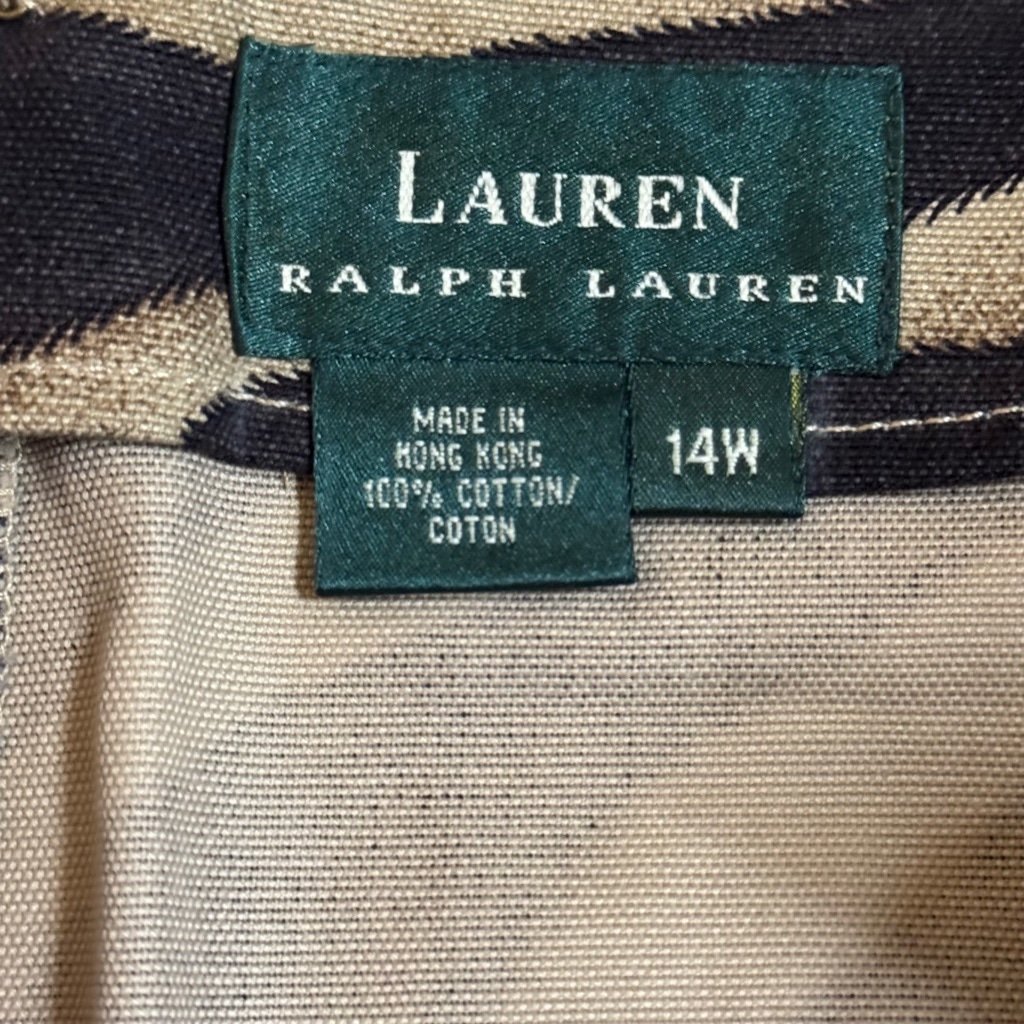 LAUREN
RALPH LAUREN
MADE IN
HONG KONG
100% COTTON/
COTON
14W